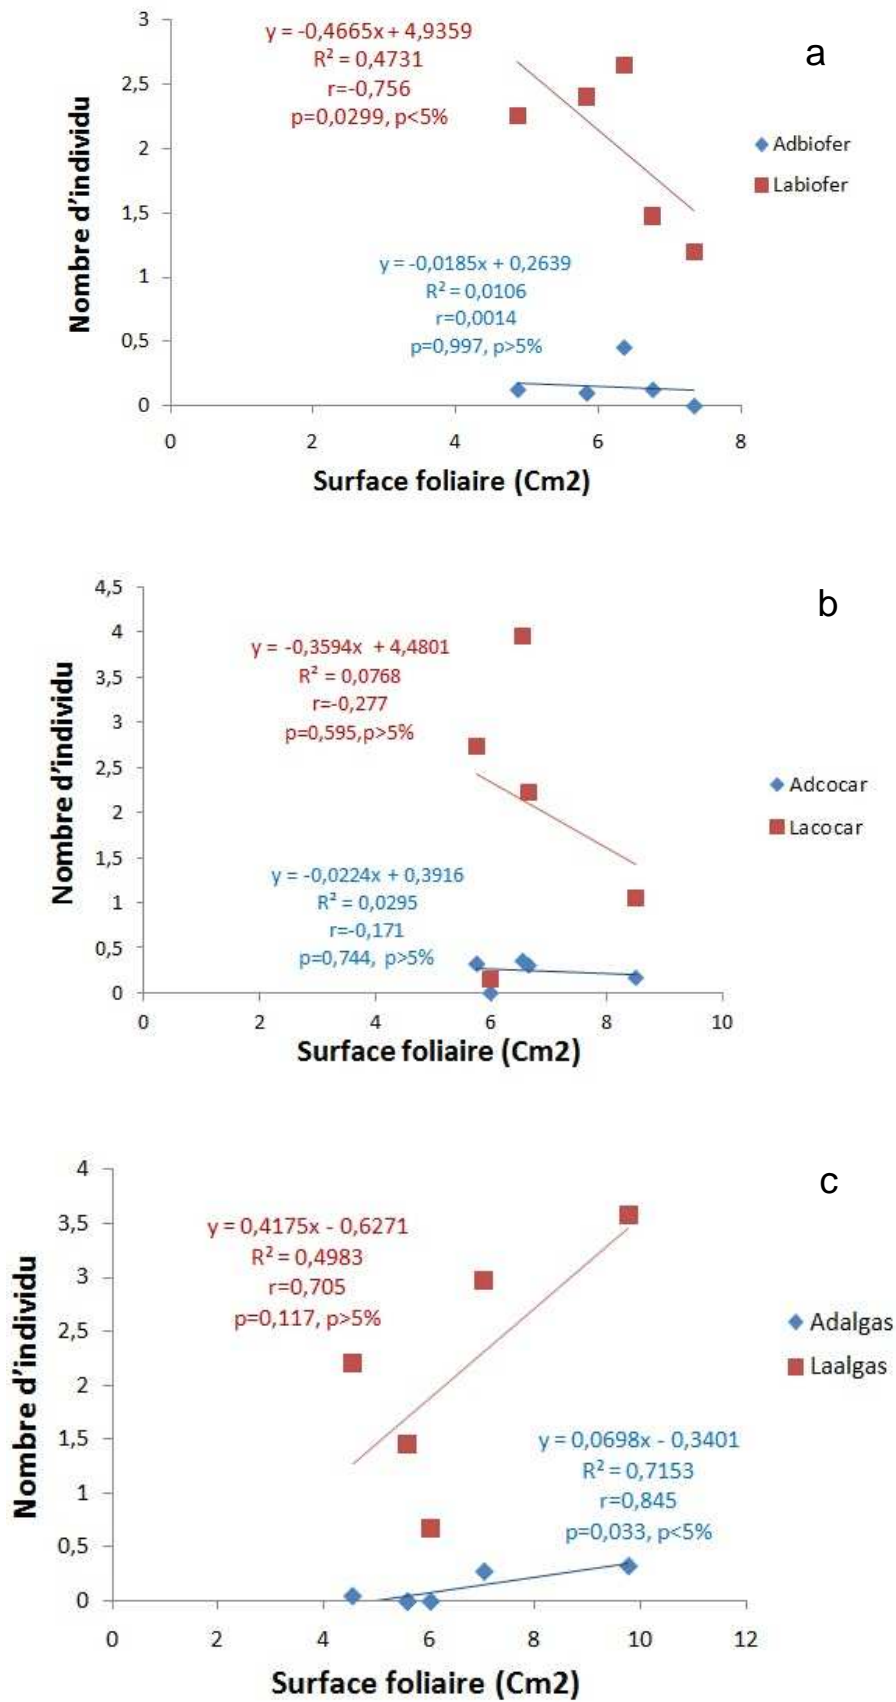 a
y = -0,4665x + 4,9359
R² = 0,4731
r=-0,756
p=0,0299, p<5%
y = -0,0185x + 0,2639
R² = 0,0106
r=0,0014
p=0,997, p>5%
3
2,5
2
1,5
1
0,5
0
0 2 4 6 8
Nombre d'individu
Surface foliaire (Cm2)
Adbiofer
Labiofer
b
y = -0,3594x + 4,4801
R² = 0,0768
r=-0,277
p=0,595,p>5%
y = -0,0224x + 0,3916
R² = 0,0295
r=-0,171
p=0,744, p>5%
4,5
4
3,5
3
2,5
2
1,5
1
0,5
0
0 2 4 6 8 10
Nombre d'individu
Surface foliaire (Cm2)
Adcocar
Lacocar
c
y = 0,4175x - 0,6271
R² = 0,4983
r=0,705
p=0,117, p>5%
y = 0,0698x - 0,3401
R² = 0,7153
r=0,845
p=0,033, p<5%
4
3,5
3
2,5
2
1,5
1
0,5
0
0 2 4 6 8 10 12
Nombre d'individu
Surface foliaire (Cm2)
Adalgas
Laalgas